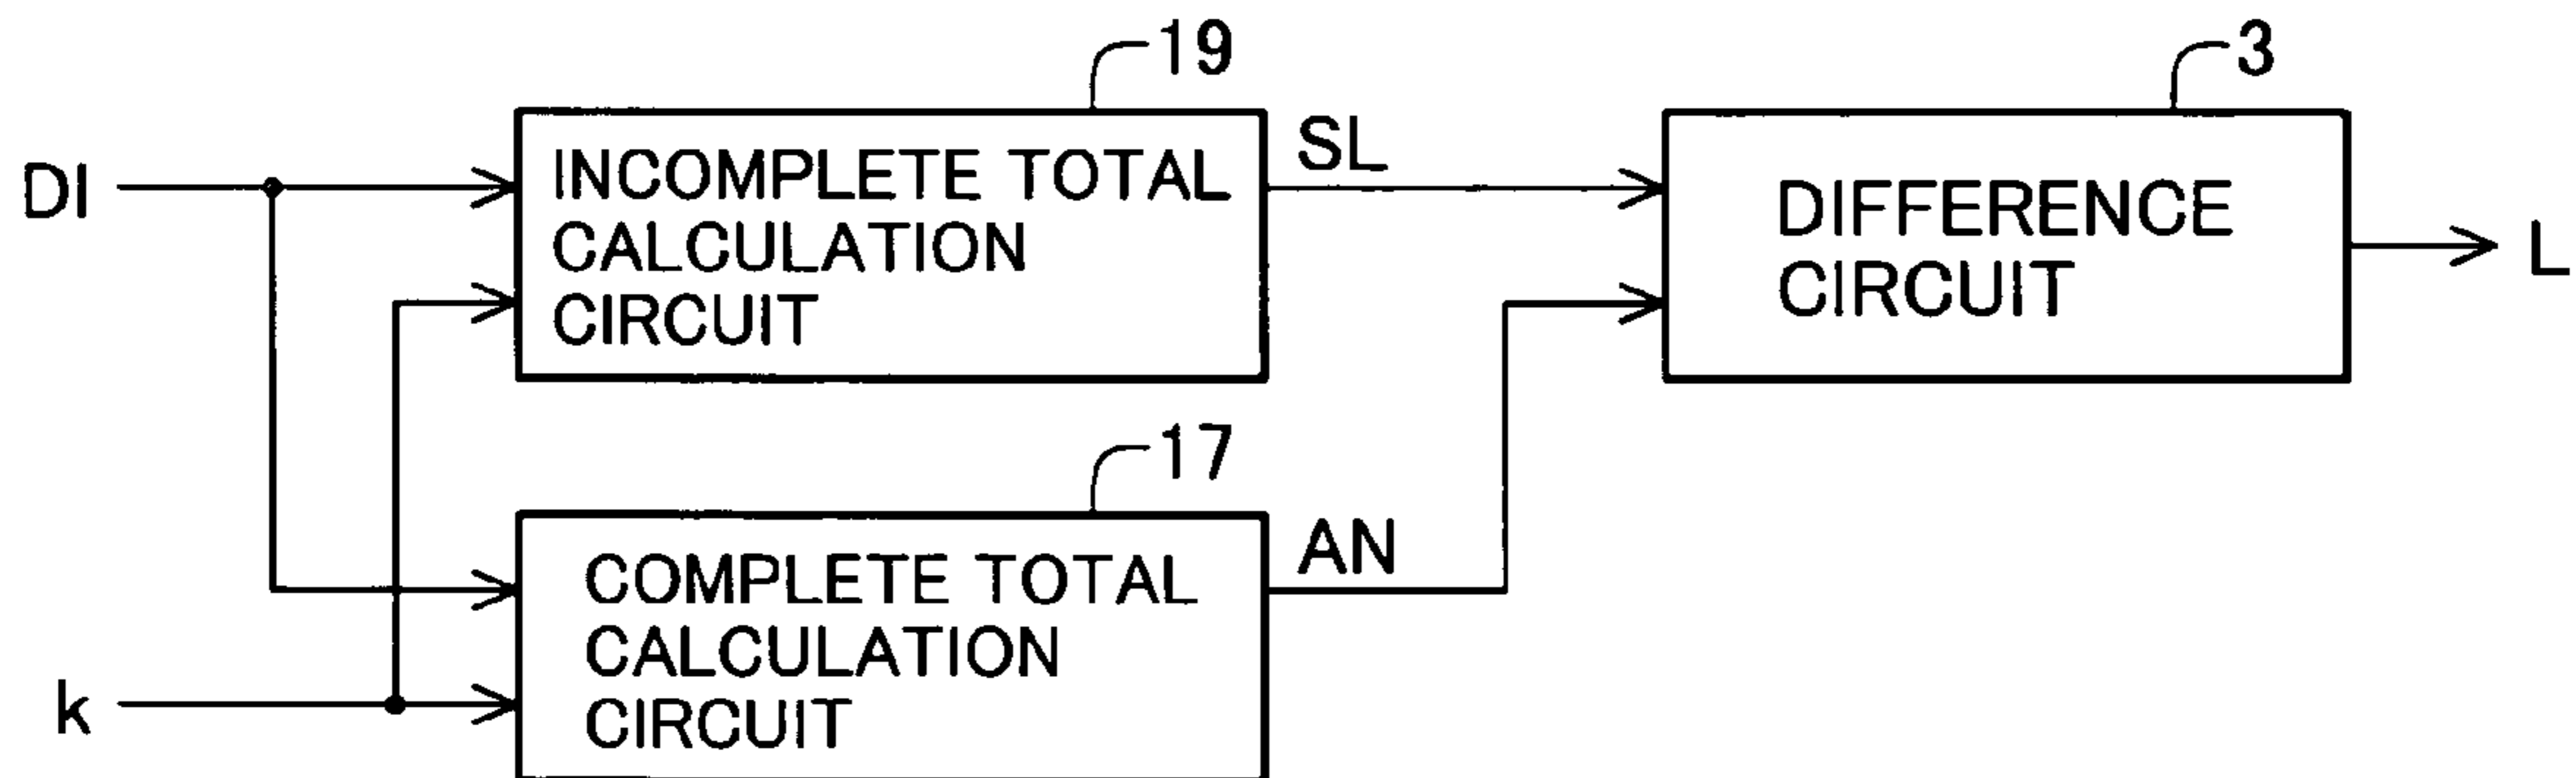 19
3
DI
INCOMPLETE TOTAL
CALCULATION
CIRCUIT
SL
DIFFERENCE
CIRCUIT
L
17
k
COMPLETE TOTAL
CALCULATION
CIRCUIT
AN